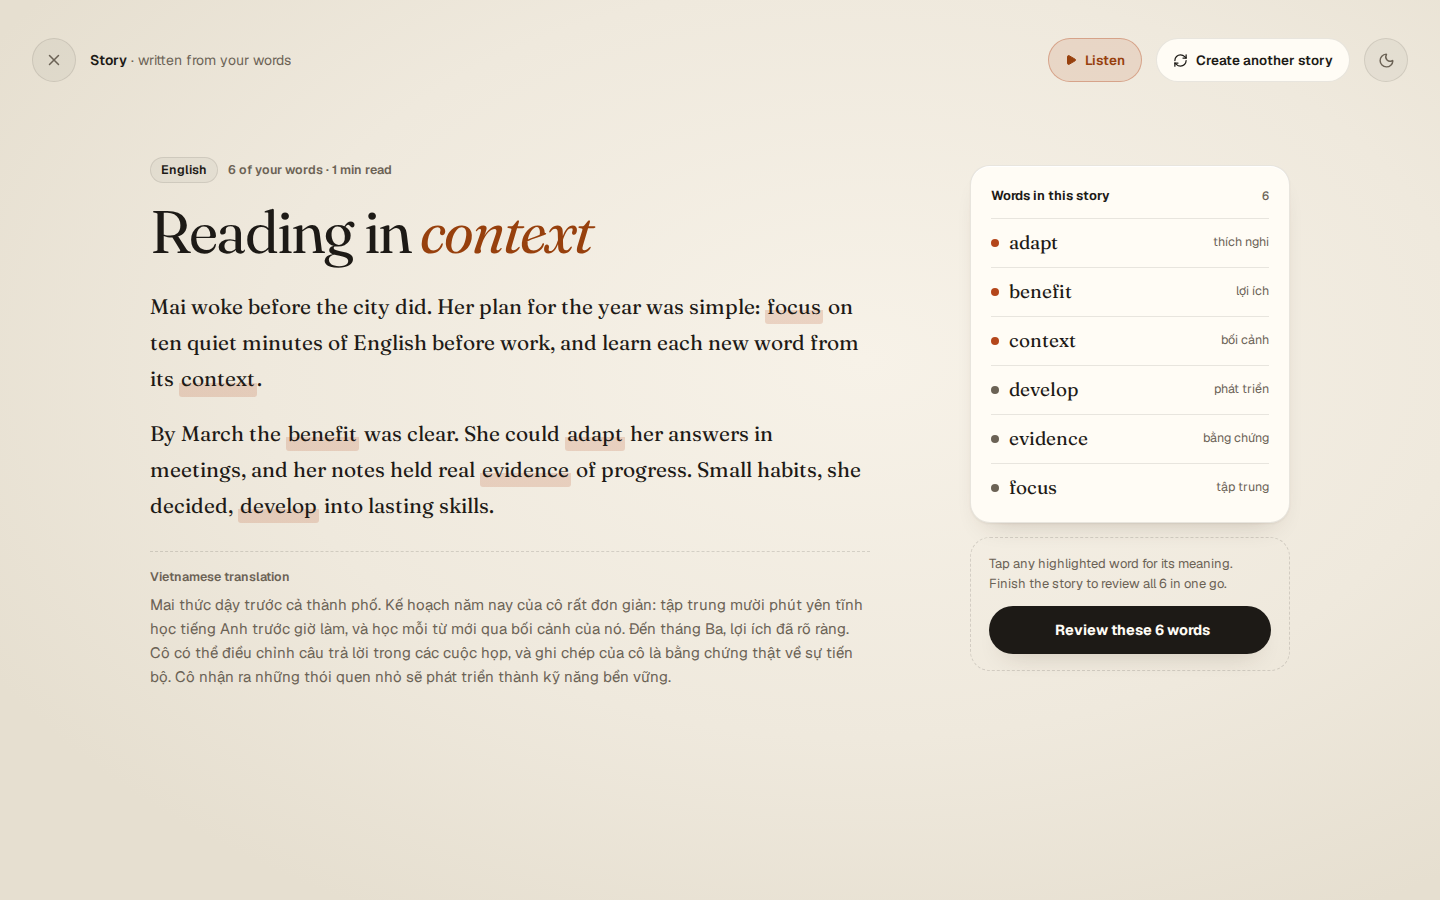 Story · written from your words
Listen
Create another story
English
6 of your words · 1 min read
Reading in context
Mai woke before the city did. Her plan for the year was simple: focus on
ten quiet minutes of English before work, and learn each new word from
its context.
By March the benefit was clear. She could adapt her answers in
meetings, and her notes held real evidence of progress. Small habits, she
decided, develop into lasting skills.
Vietnamese translation
Mai thức dậy trước cả thành phố. Kế hoạch năm nay của cô rất đơn giản: tập trung mười phút yên tĩnh
học tiếng Anh trước giờ làm, và học mỗi từ mới qua bối cảnh của nó. Đến tháng Ba, lợi ích đã rõ ràng.
Cô có thể điều chỉnh câu trả lời trong các cuộc họp, và ghi chép của cô là bằng chứng thật về sự tiến
bộ. Cô nhận ra những thói quen nhỏ sẽ phát triển thành kỹ năng bền vững.
Words in this story 6
adapt thích nghi
benefit lợi ích
context bối cảnh
develop phát triển
evidence bằng chứng
focus tập trung
Tap any highlighted word for its meaning.
Finish the story to review all 6 in one go.
Review these 6 words